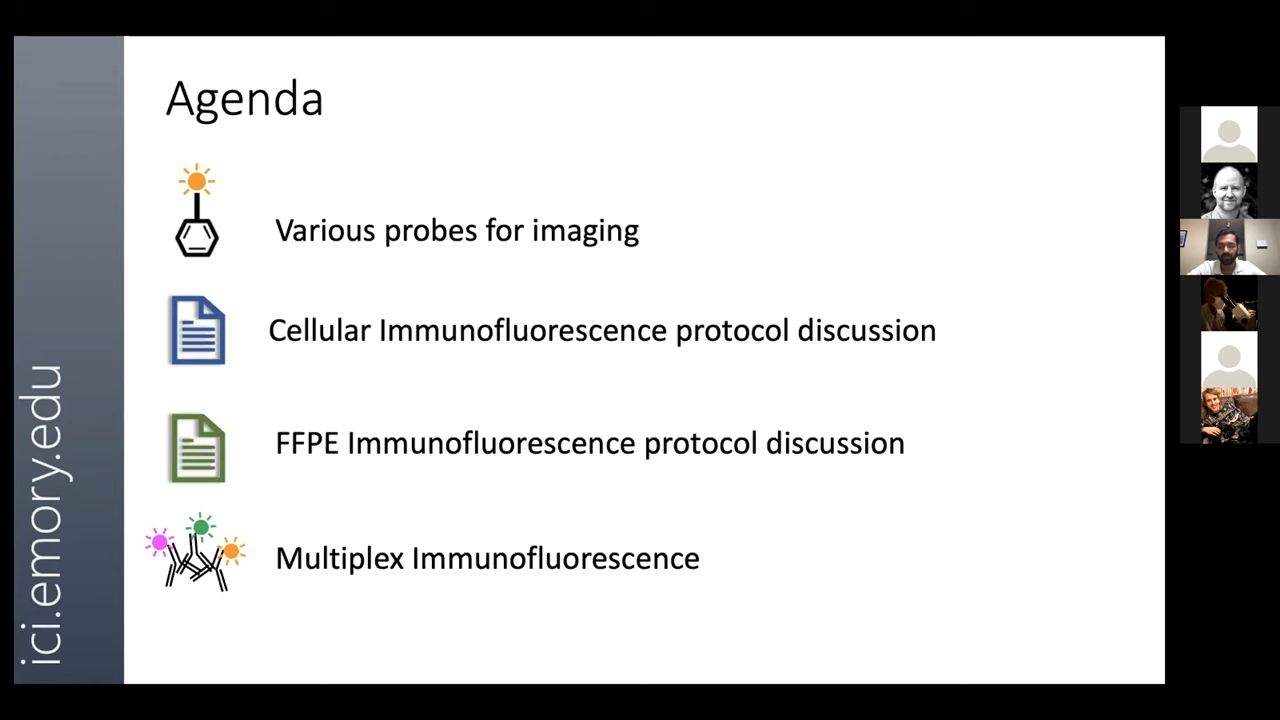 Agenda
Various probes for imaging
Cellular Immunofluorescence protocol discussion
FFPE Immunofluorescence protocol discussion
Multiplex Immunofluorescence
ici.emory.edu